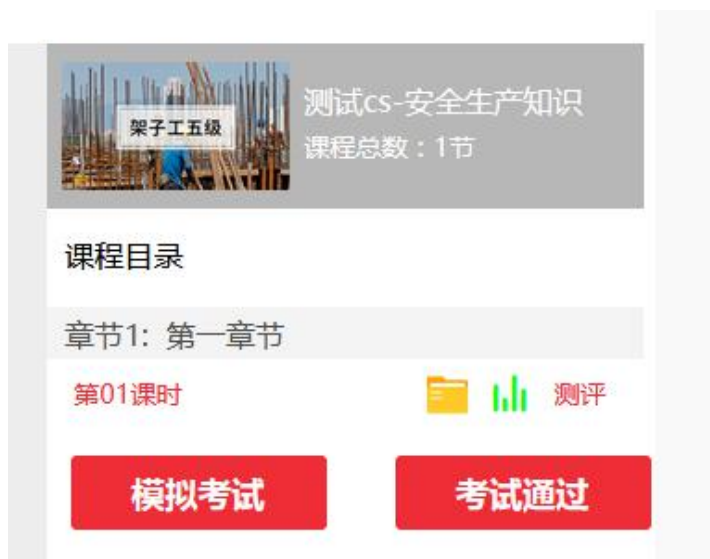 架子工五级
测试cs-安全生产知识
课程总数：1节
课程目录
章节1: 第一章节
第01课时 测评
模拟考试 考试通过